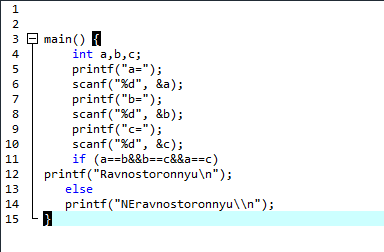 1
2
3 main() {
4 int a,b,c;
5 printf("a=");
6 scanf("%d", &a);
7 printf("b=");
8 scanf("%d", &b);
9 printf("c=");
10 scanf("%d", &c);
11 if (a==b&&b==c&&a==c)
12 printf("Ravnostoronnyu\n");
13 else
14 printf("NEravnostoronnyu\\n");
15 }